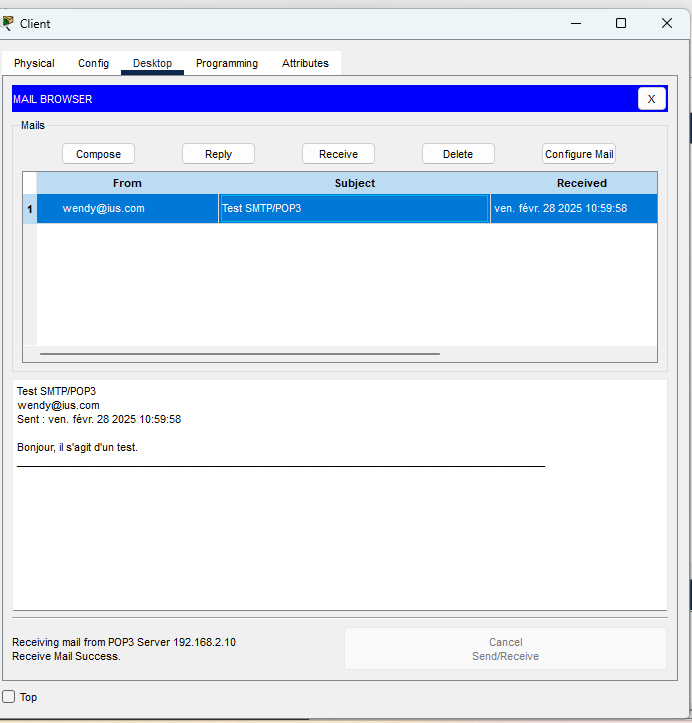 Client
Physical Config Desktop Programming Attributes
MAIL BROWSER X
Mails
Compose Reply Receive Delete Configure Mail
From Subject Received
1 wendy@ius.com Test SMTP/POP3 ven. févr. 28 2025 10:59:58
Test SMTP/POP3
wendy@ius.com
Sent : ven. févr. 28 2025 10:59:58
Bonjour, il s'agit d'un test.
Receiving mail from POP3 Server 192.168.2.10
Receive Mail Success.
Cancel
Send/Receive
Top